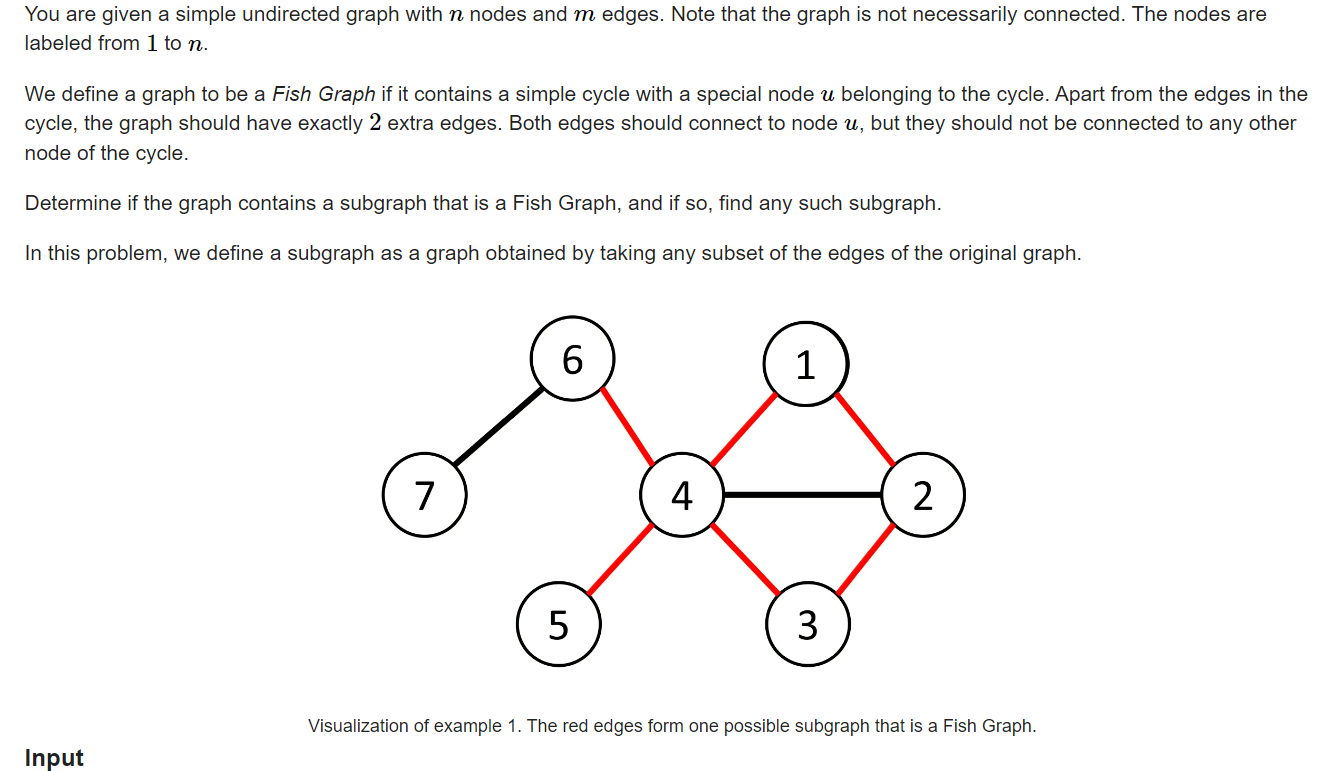 You are given a simple undirected graph with n nodes and m edges. Note that the graph is not necessarily connected. The nodes are
labeled from 1 to n.
We define a graph to be a Fish Graph if it contains a simple cycle with a special node u belonging to the cycle. Apart from the edges in the
cycle, the graph should have exactly 2 extra edges. Both edges should connect to node u, but they should not be connected to any other
node of the cycle.
Determine if the graph contains a subgraph that is a Fish Graph, and if so, find any such subgraph.
In this problem, we define a subgraph as a graph obtained by taking any subset of the edges of the original graph.
6 1
7 4 2
5 3
Visualization of example 1. The red edges form one possible subgraph that is a Fish Graph.
Input